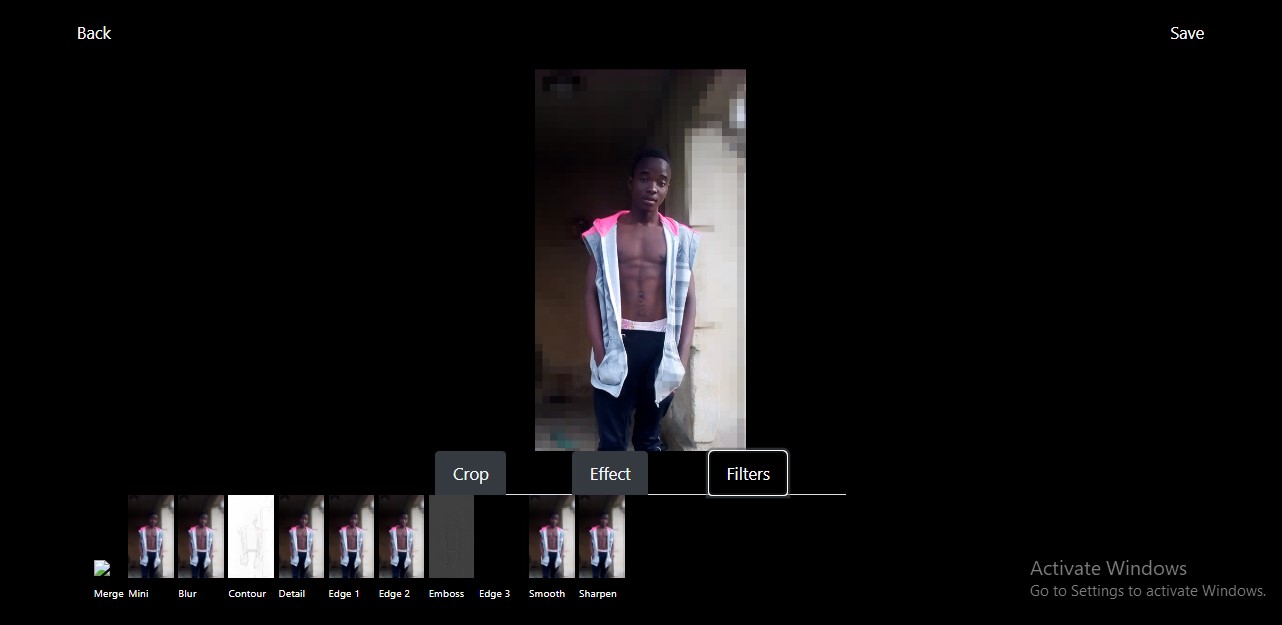 Back
Save
Crop
Effect
Filters
Merge
Mini
Blur
Contour
Detail
Edge 1
Edge 2
Emboss
Edge 3
Smooth
Sharpen
Activate Windows
Go to Settings to activate Windows.